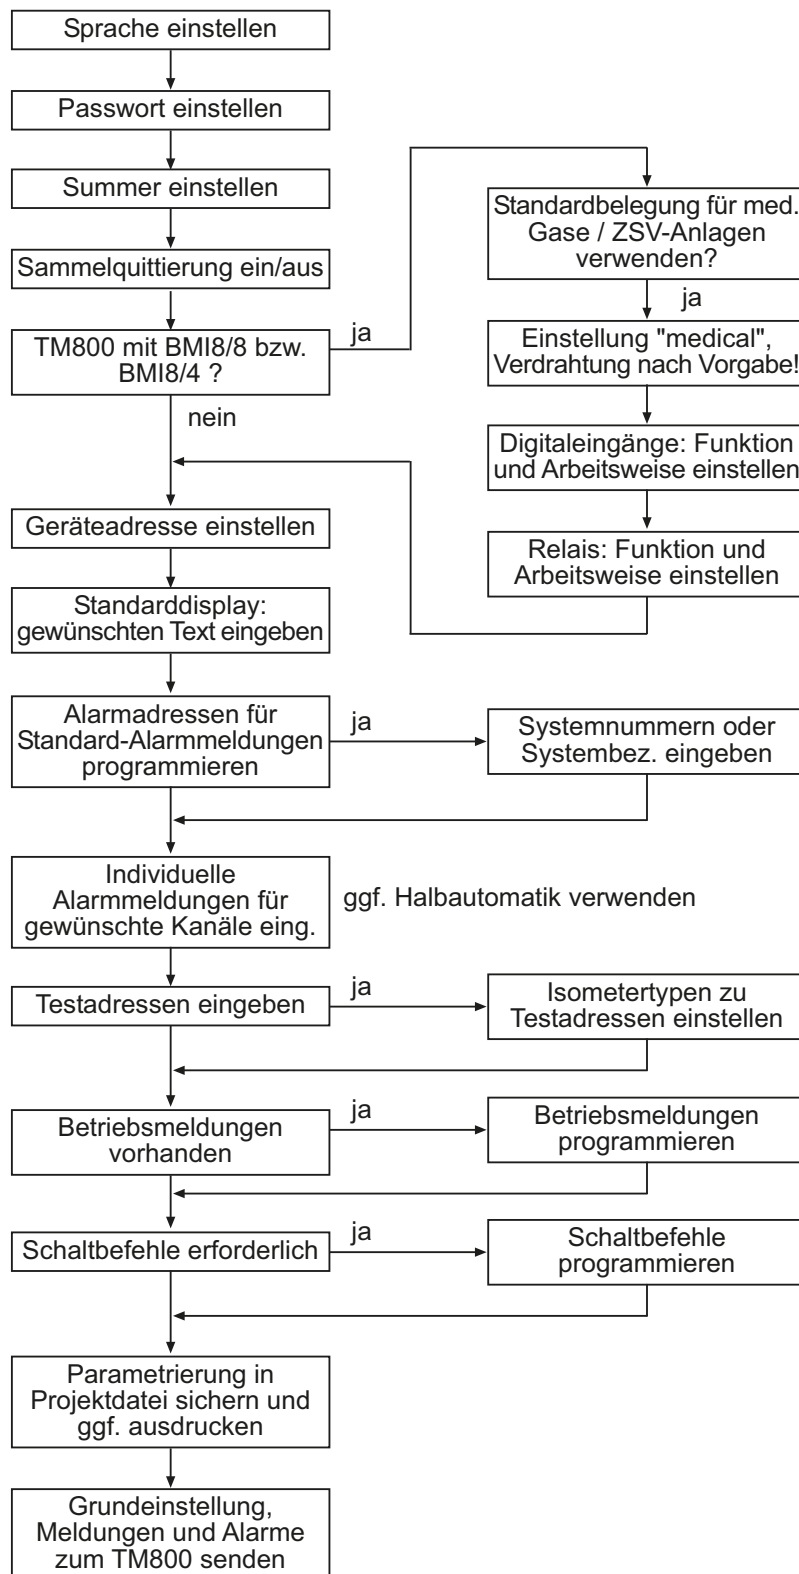 Sprache einstellen
Passwort einstellen
Summer einstellen
Sammelquittierung ein/aus
TM800 mit BMI8/8 bzw.
BMI8/4 ?
ja
nein
Standardbelegung für med.
Gase / ZSV-Anlagen
verwenden?
ja
Einstellung "medical",
Verdrahtung nach Vorgabe!
Digitaleingänge: Funktion
und Arbeitsweise einstellen
Relais: Funktion und
Arbeitsweise einstellen
Geräteadresse einstellen
Standarddisplay:
gewünschten Text eingeben
Alarmadressen für
Standard-Alarmmeldungen
programmieren
ja
Systemnummern oder
Systembez. eingeben
Individuelle
Alarmmeldungen für
gewünschte Kanäle eing.
ggf. Halbautomatik verwenden
Testadressen eingeben
ja
Isometertypen zu
Testadressen einstellen
Betriebsmeldungen
vorhanden
ja
Betriebsmeldungen
programmieren
Schaltbefehle erforderlich
ja
Schaltbefehle
programmieren
Parametrierung in
Projektdatei sichern und
ggf. ausdrucken
Grundeinstellung,
Meldungen und Alarme
zum TM800 senden